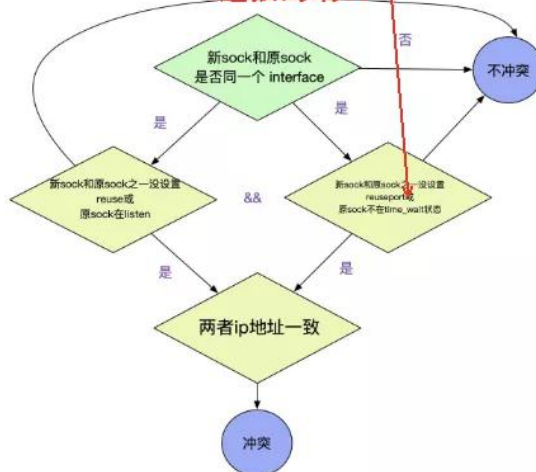 否
新sock和原sock
是否同一个 interface
不冲突
是
是
新sock和原sock之一没设置
reuse或
原sock在listen
&&
新sock和原sock之一没设置
reuseport或
原sock不在time_wait状态
是
是
两者ip地址一致
冲突